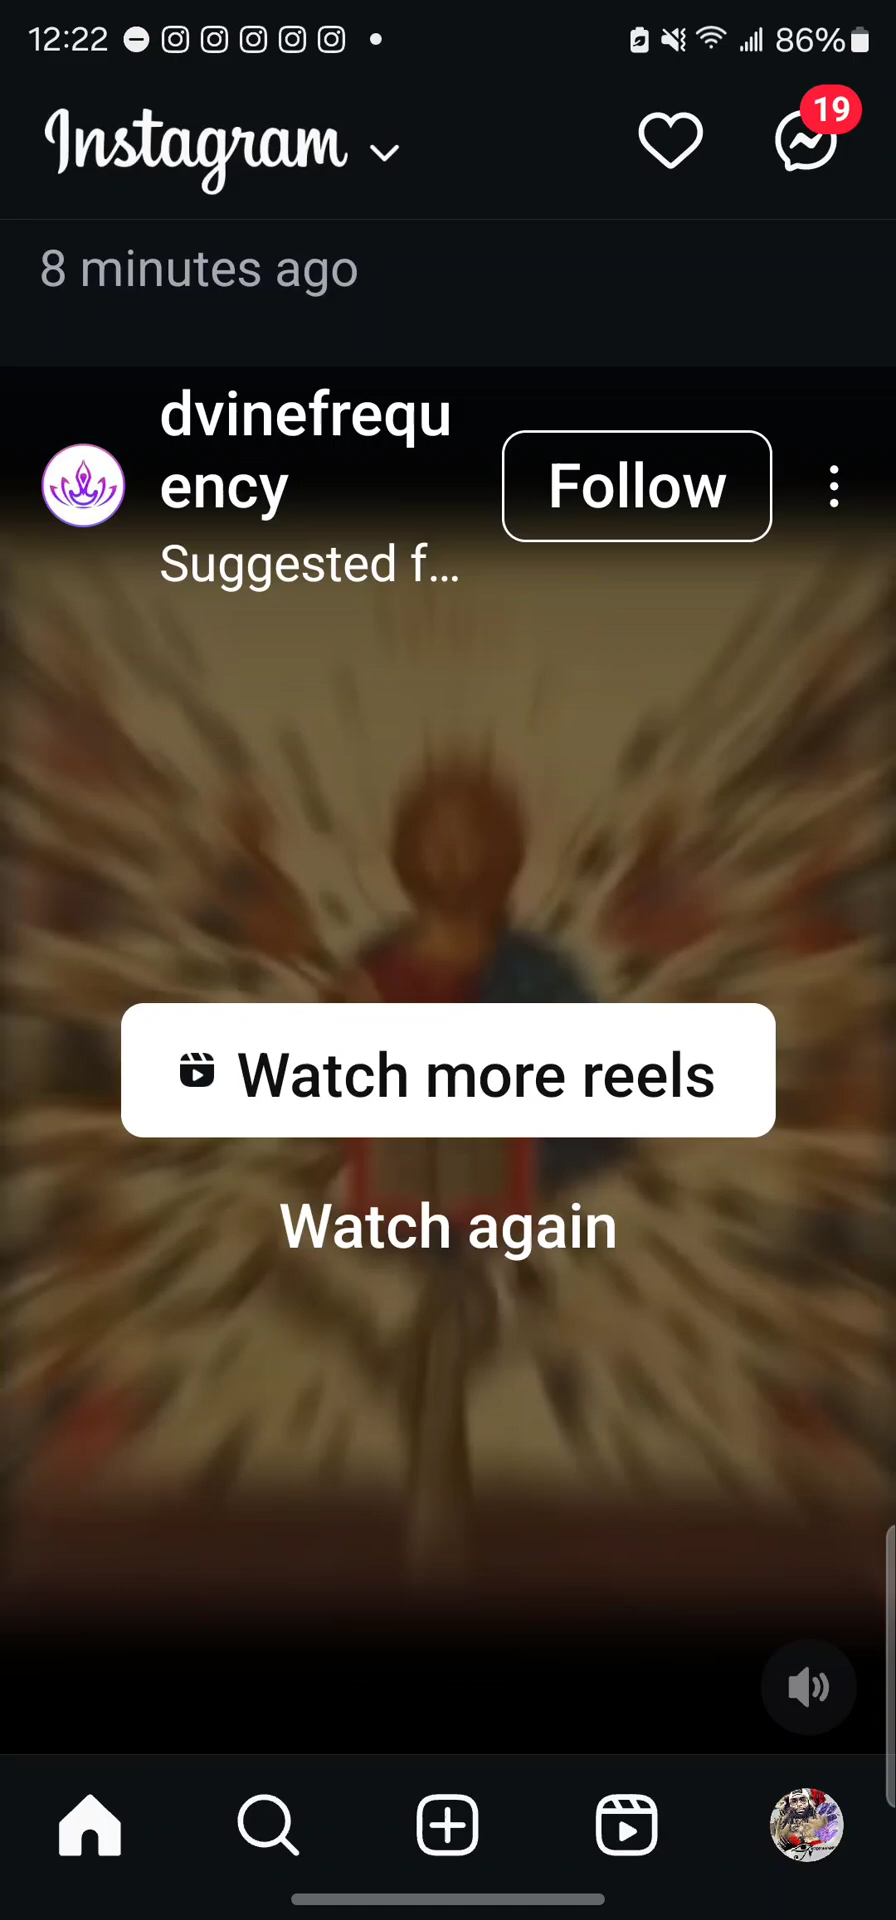 12:22 86%
Instagram
19
8 minutes ago
dvinefrequ
ency
Follow
Suggested f...
Watch more reels
Watch again